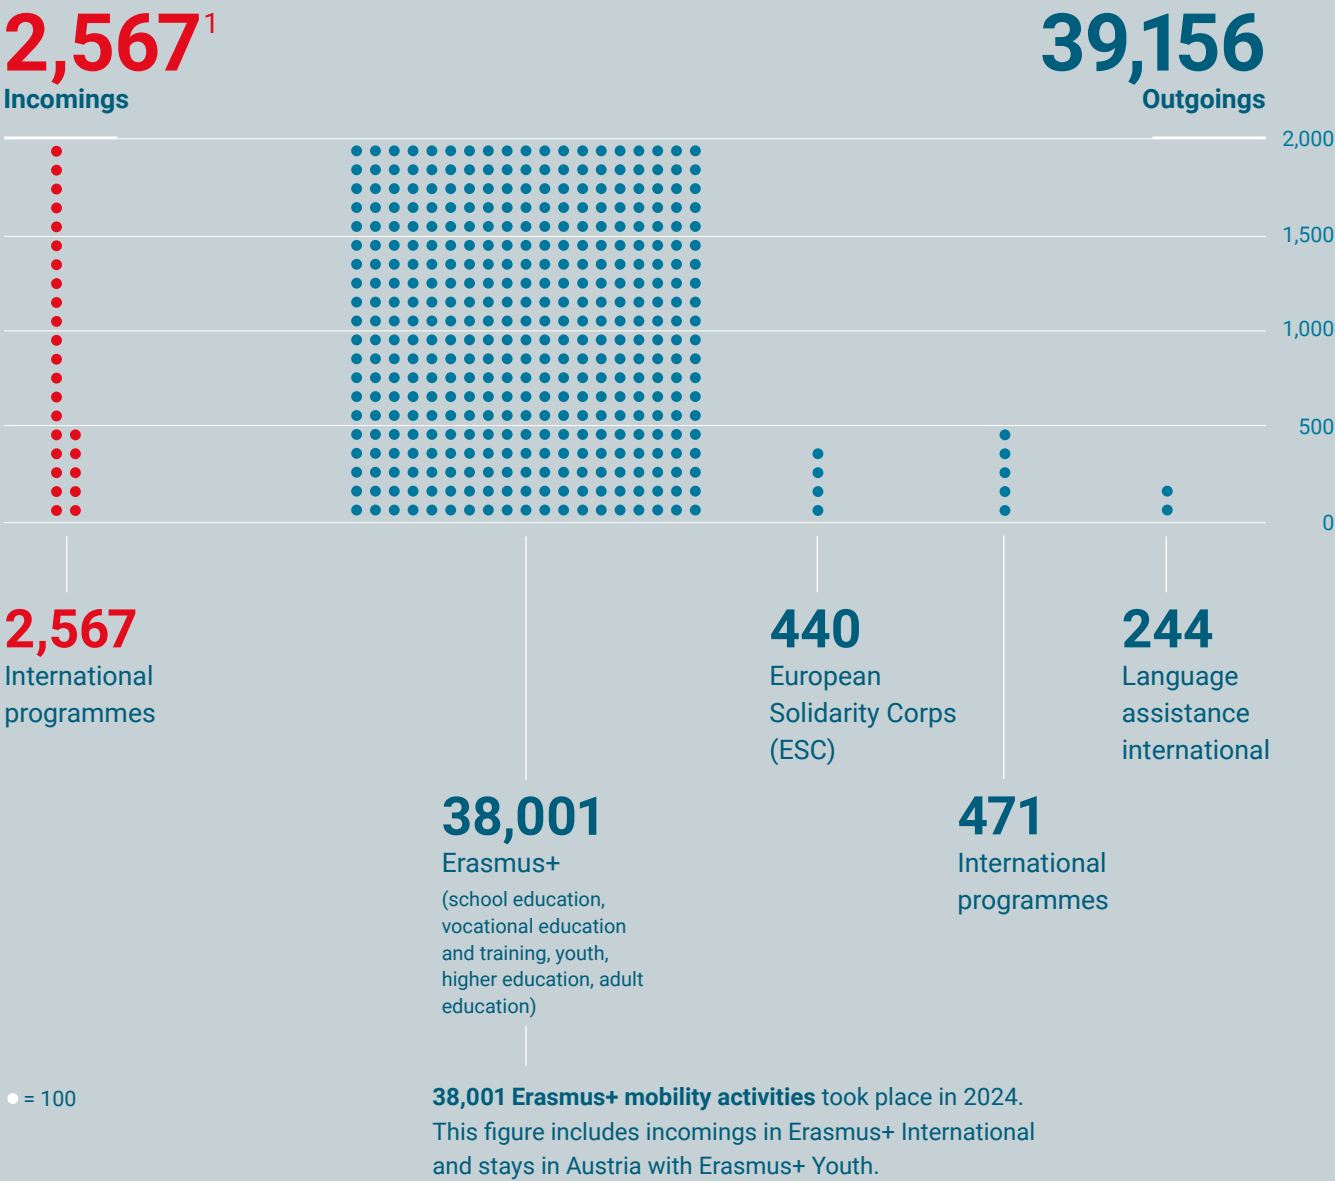 2,567¹
Incomings
39,156
Outgoings
2,000
1,500
1,000
500
0
2,567
International
programmes
440
European
Solidarity Corps
(ESC)
244
Language
assistance
international
38,001
Erasmus+
(school education,
vocational education
and training, youth,
higher education, adult
education)
471
International
programmes
= 100
38,001 Erasmus+ mobility activities took place in 2024.
This figure includes incomings in Erasmus+ International
and stays in Austria with Erasmus+ Youth.